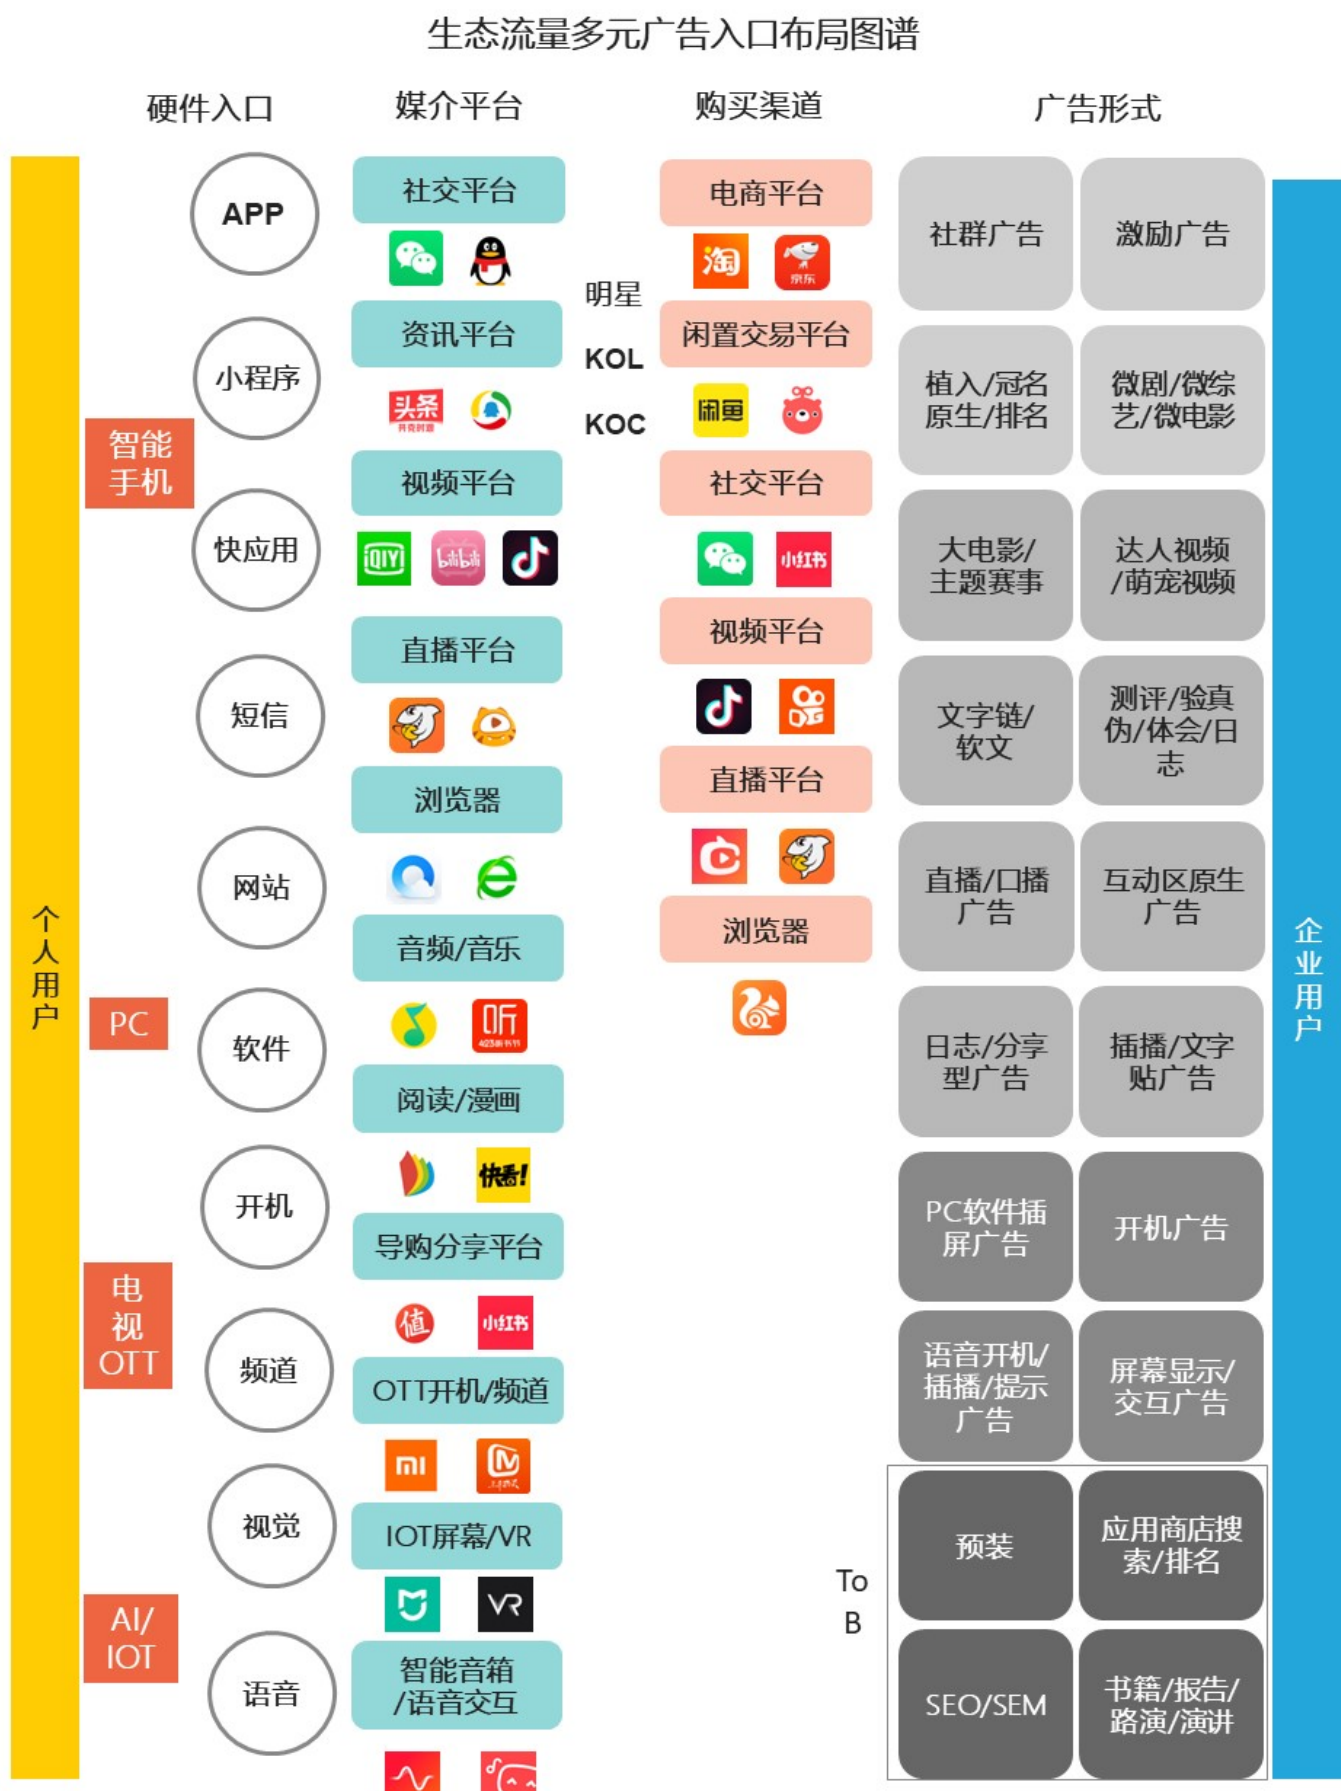 生态流量多元广告入口布局图谱
硬件入口
媒介平台
购买渠道
广告形式
个人用户
智能
手机
PC
电
视
OTT
AI/
IOT
APP
小程序
快应用
短信
网站
软件
开机
频道
视觉
语音
社交平台
资讯平台
头条
视频平台
QIYI
bilibili
直播平台
浏览器
音频/音乐
听
阅读/漫画
快看!
导购分享平台
值
小红书
OTT开机/频道
mi
IOT屏幕/VR
VR
智能音箱
/语音交互
明星
KOL
KOC
电商平台
淘
京东
闲置交易平台
闲鱼
社交平台
小红书
视频平台
直播平台
浏览器
社群广告
激励广告
植入/冠名
原生/排名
微剧/微综
艺/微电影
大电影/
主题赛事
达人视频
/萌宠视频
文字链/
软文
测评/验真
伪/体会/日
志
直播/口播
广告
互动区原生
广告
日志/分享
型广告
插播/文字
贴广告
PC软件插
屏广告
开机广告
语音开机/
插播/提示
广告
屏幕显示/
交互广告
To
B
预装
应用商店搜
索/排名
SEO/SEM
书籍/报告/
路演/演讲
企业用户